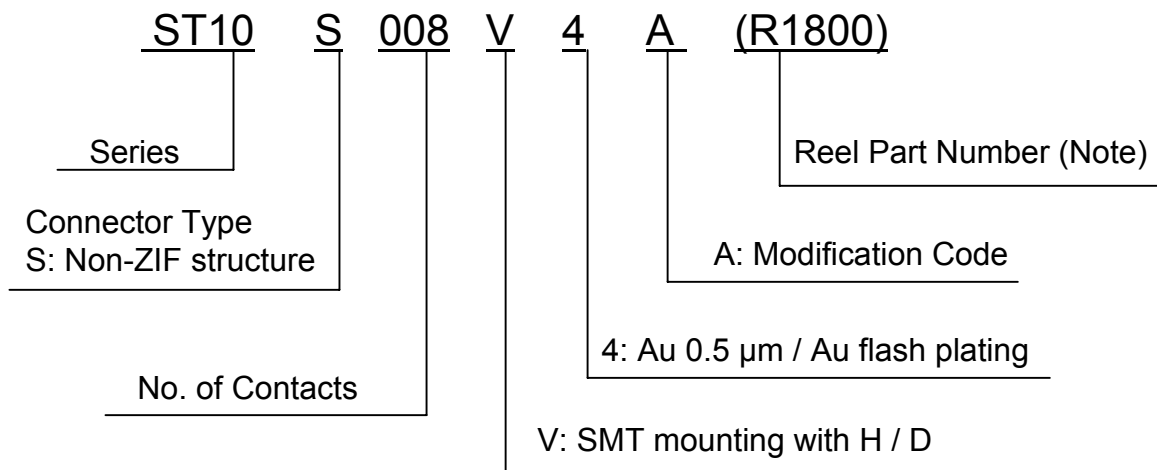 ST10 S 008 V 4 A (R1800)
Series
Reel Part Number (Note)
Connector Type
S: Non-ZIF structure
A: Modification Code
4: Au 0.5 µm / Au flash plating
No. of Contacts
V: SMT mounting with H / D